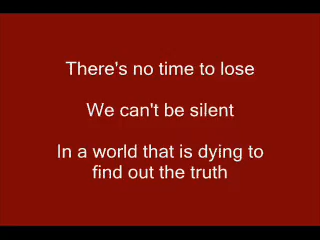 There's no time to lose
We can't be silent
In a world that is dying to
find out the truth